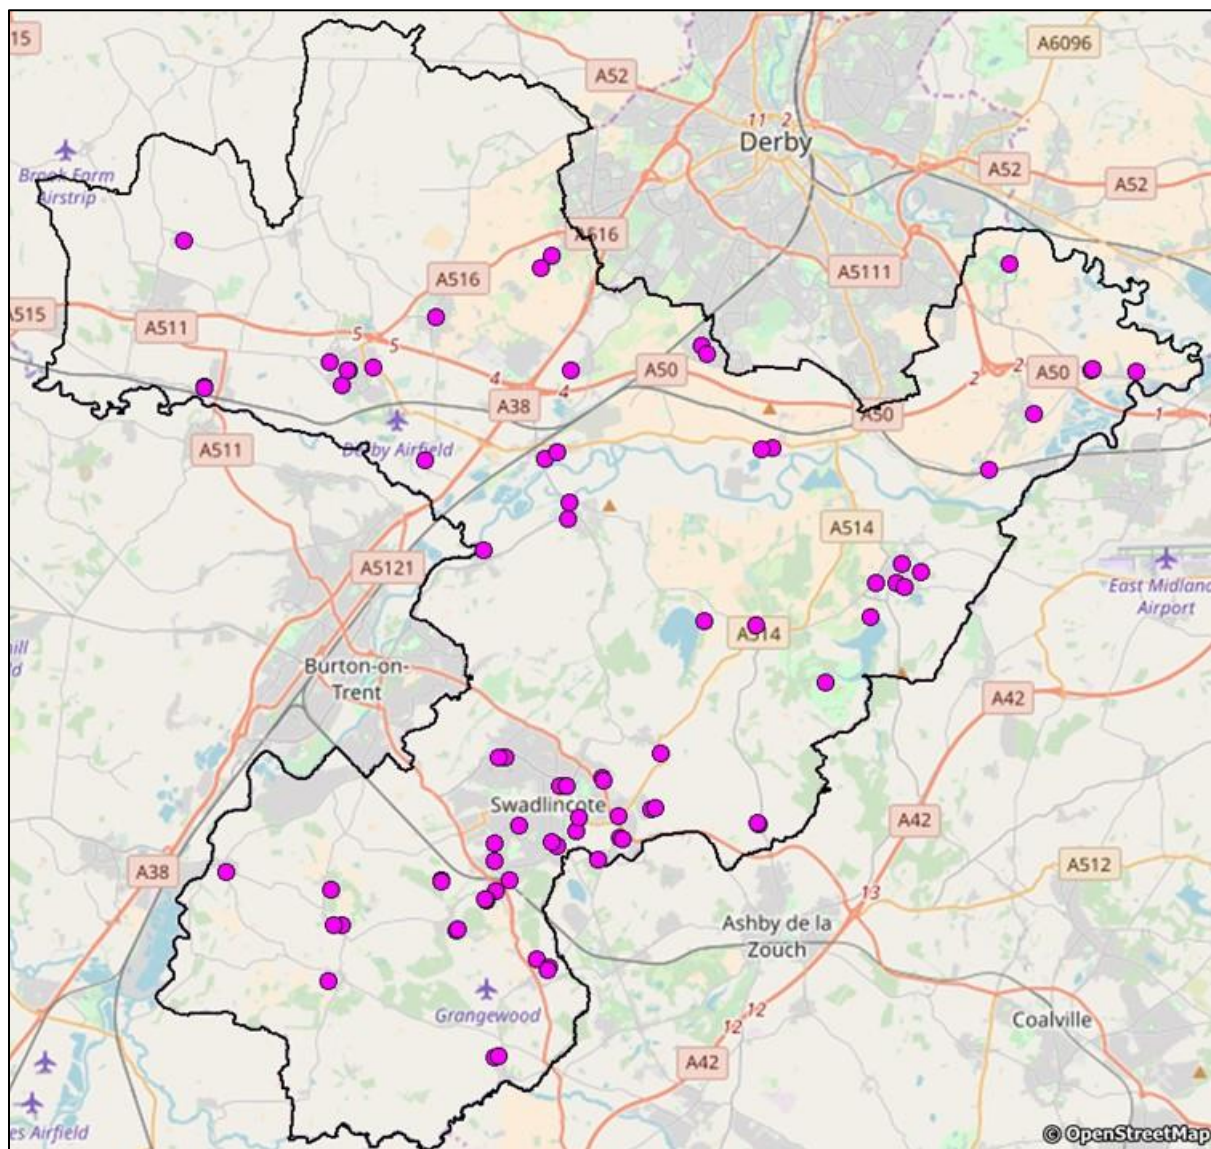 15
A6096
A52
11 2
Derby
A52
A52
Brook Farm
Airstrip
A516
A516
A5111
A515
A511
5
5
A50
2
2
A50
4
4
A38
A50
1
A511
Derby Airfield
A514
A5121
East Midland
Airport
A514
Burton-on-
Trent
A42
Swadlincote
A42
A38
A512
13
Ashby de la
Zouch
Grangewood
12
12
Coalville
A42
es Airfield
© OpenStreetMap